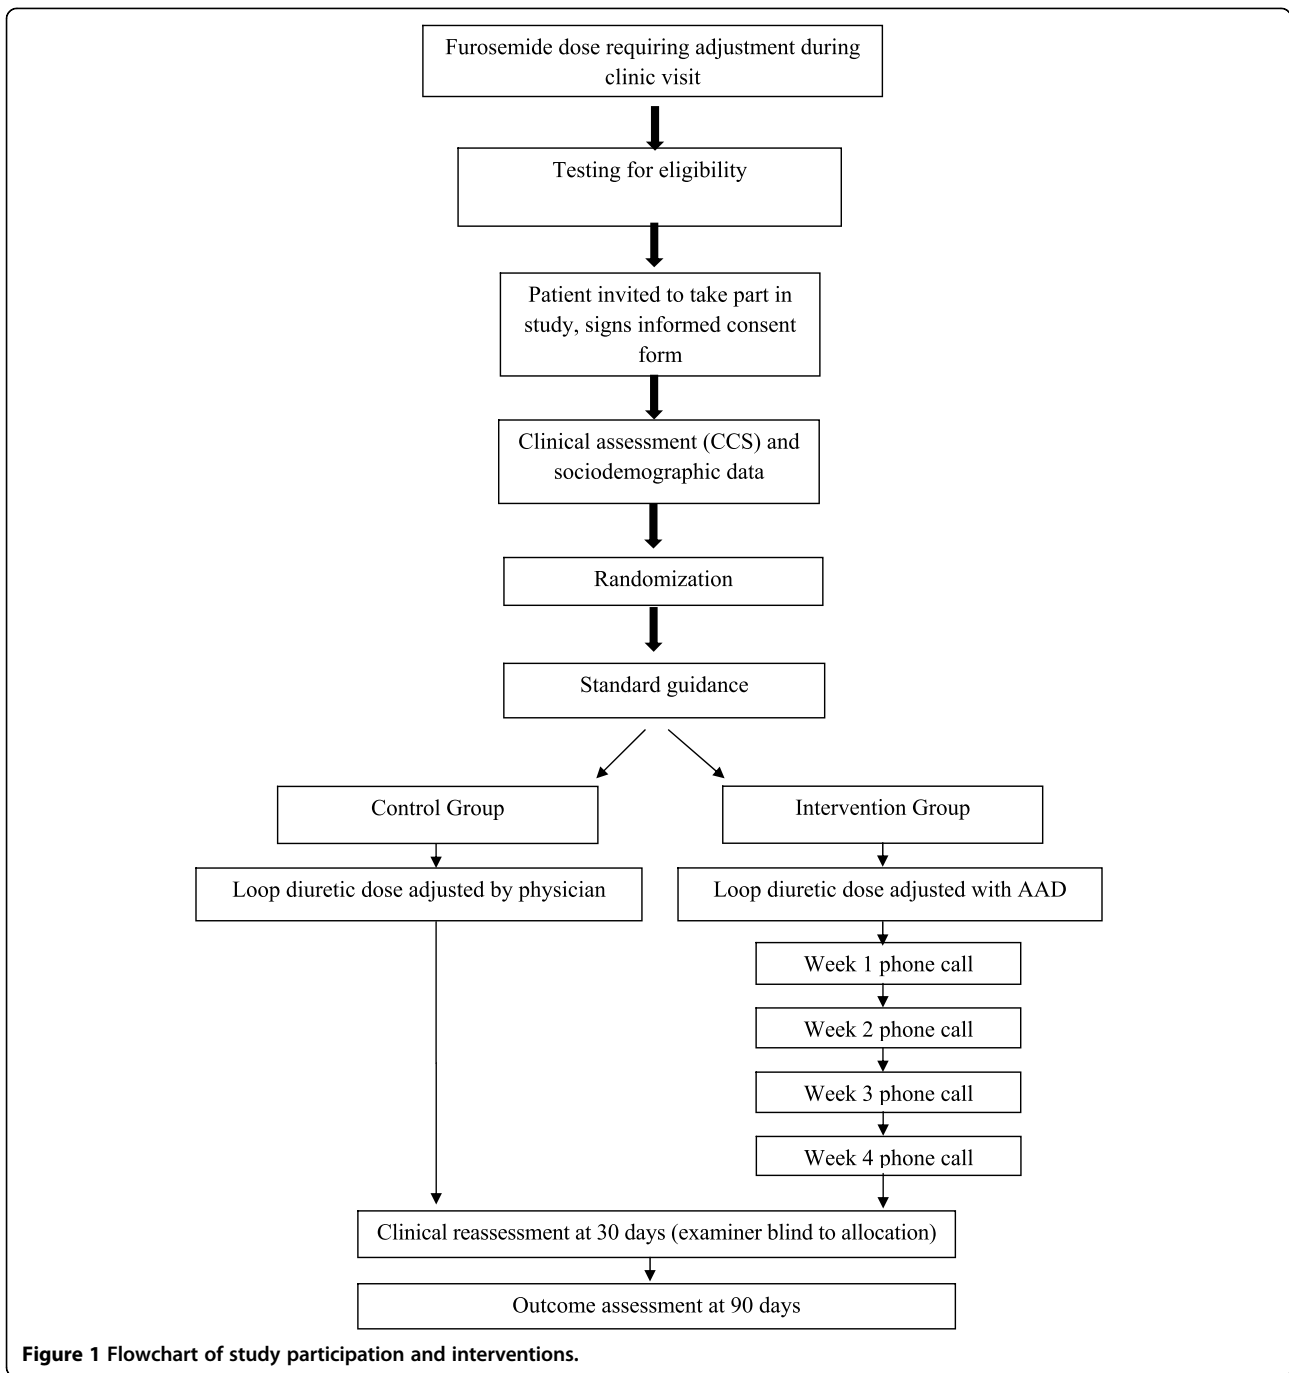 Furosemide dose requiring adjustment during
clinic visit
Testing for eligibility
Patient invited to take part in
study, signs informed consent
form
Clinical assessment (CCS) and
sociodemographic data
Randomization
Standard guidance
Control Group
Intervention Group
Loop diuretic dose adjusted by physician
Loop diuretic dose adjusted with AAD
Week 1 phone call
Week 2 phone call
Week 3 phone call
Week 4 phone call
Clinical reassessment at 30 days (examiner blind to allocation)
Outcome assessment at 90 days
Figure 1 Flowchart of study participation and interventions.